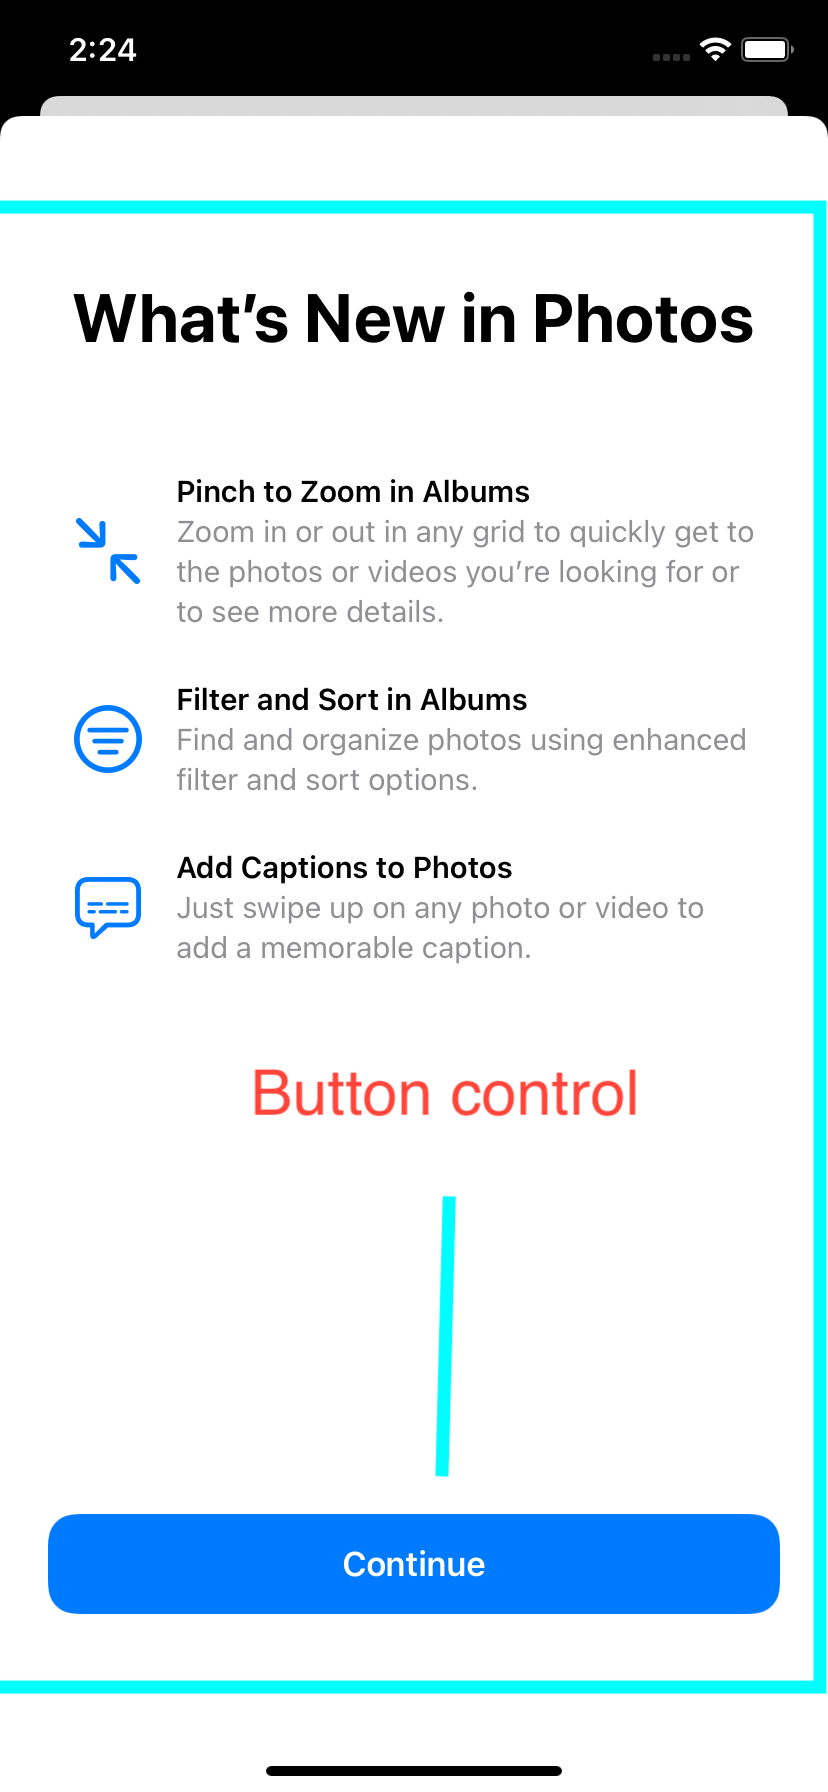 2:24
What’s New in Photos
Pinch to Zoom in Albums
Zoom in or out in any grid to quickly get to
the photos or videos you’re looking for or
to see more details.
Filter and Sort in Albums
Find and organize photos using enhanced
filter and sort options.
Add Captions to Photos
Just swipe up on any photo or video to
add a memorable caption.
Button control
Continue